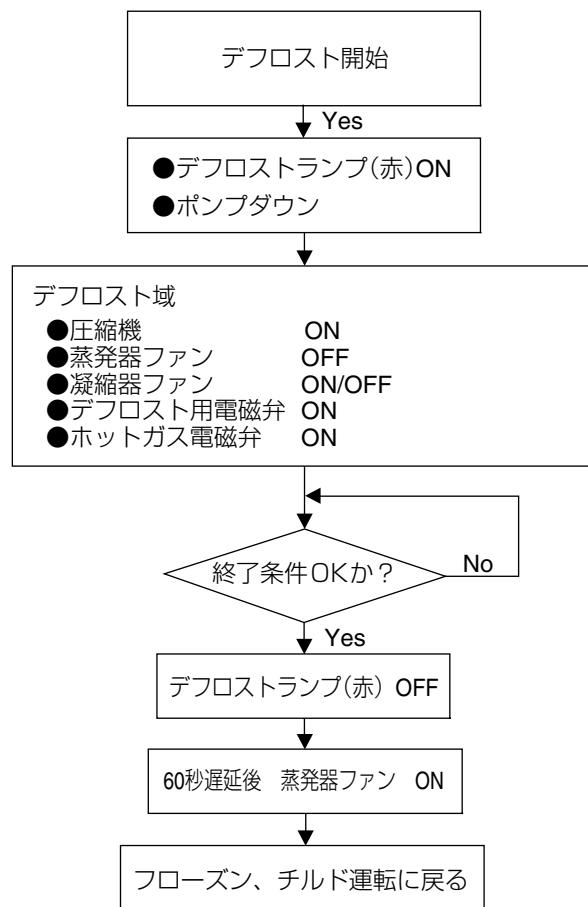 デフロスト開始
Yes
●デフロストランプ(赤)ON
●ポンプダウン
デフロスト域
●圧縮機 ON
●蒸発器ファン OFF
●凝縮器ファン ON/OFF
●デフロスト用電磁弁 ON
●ホットガス電磁弁 ON
終了条件OKか？
No
Yes
デフロストランプ(赤) OFF
60秒遅延後 蒸発器ファン ON
フローズン、チルド運転に戻る